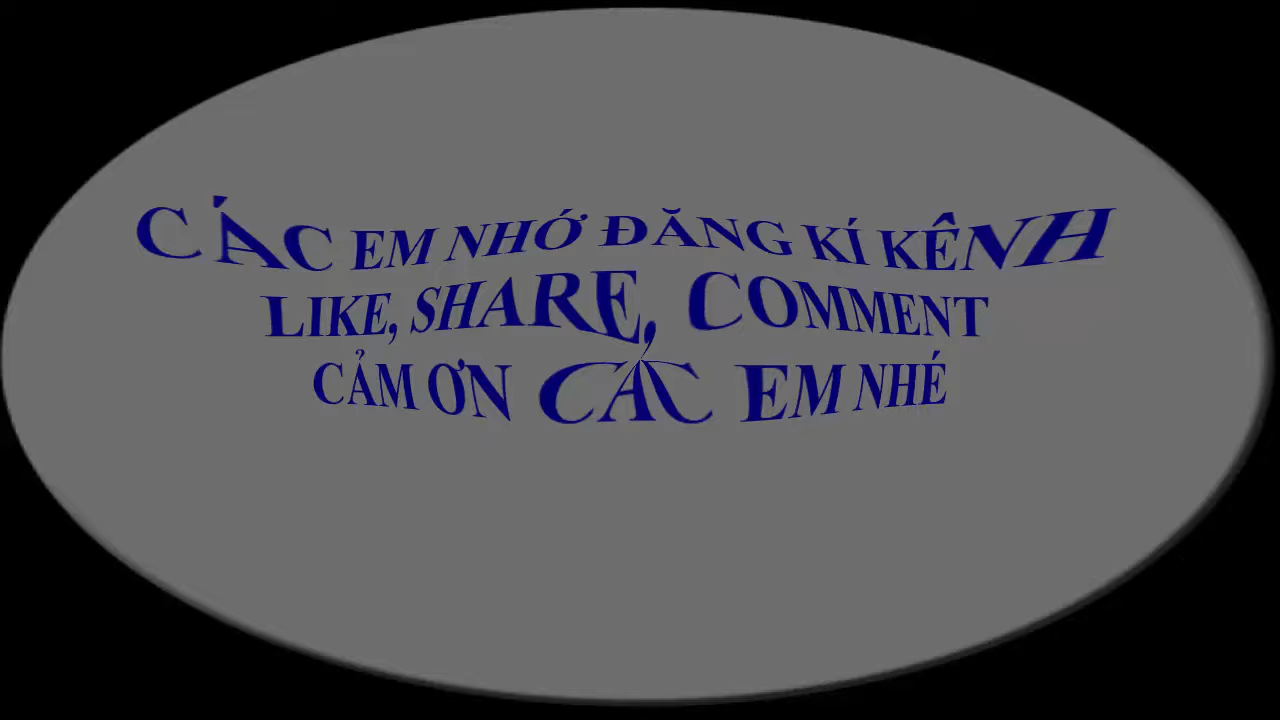 CÁC EM NHỚ ĐĂNG KÍ KÊNH
LIKE, SHARE, COMMENT
CẢM ƠN CÁC EM NHÉ